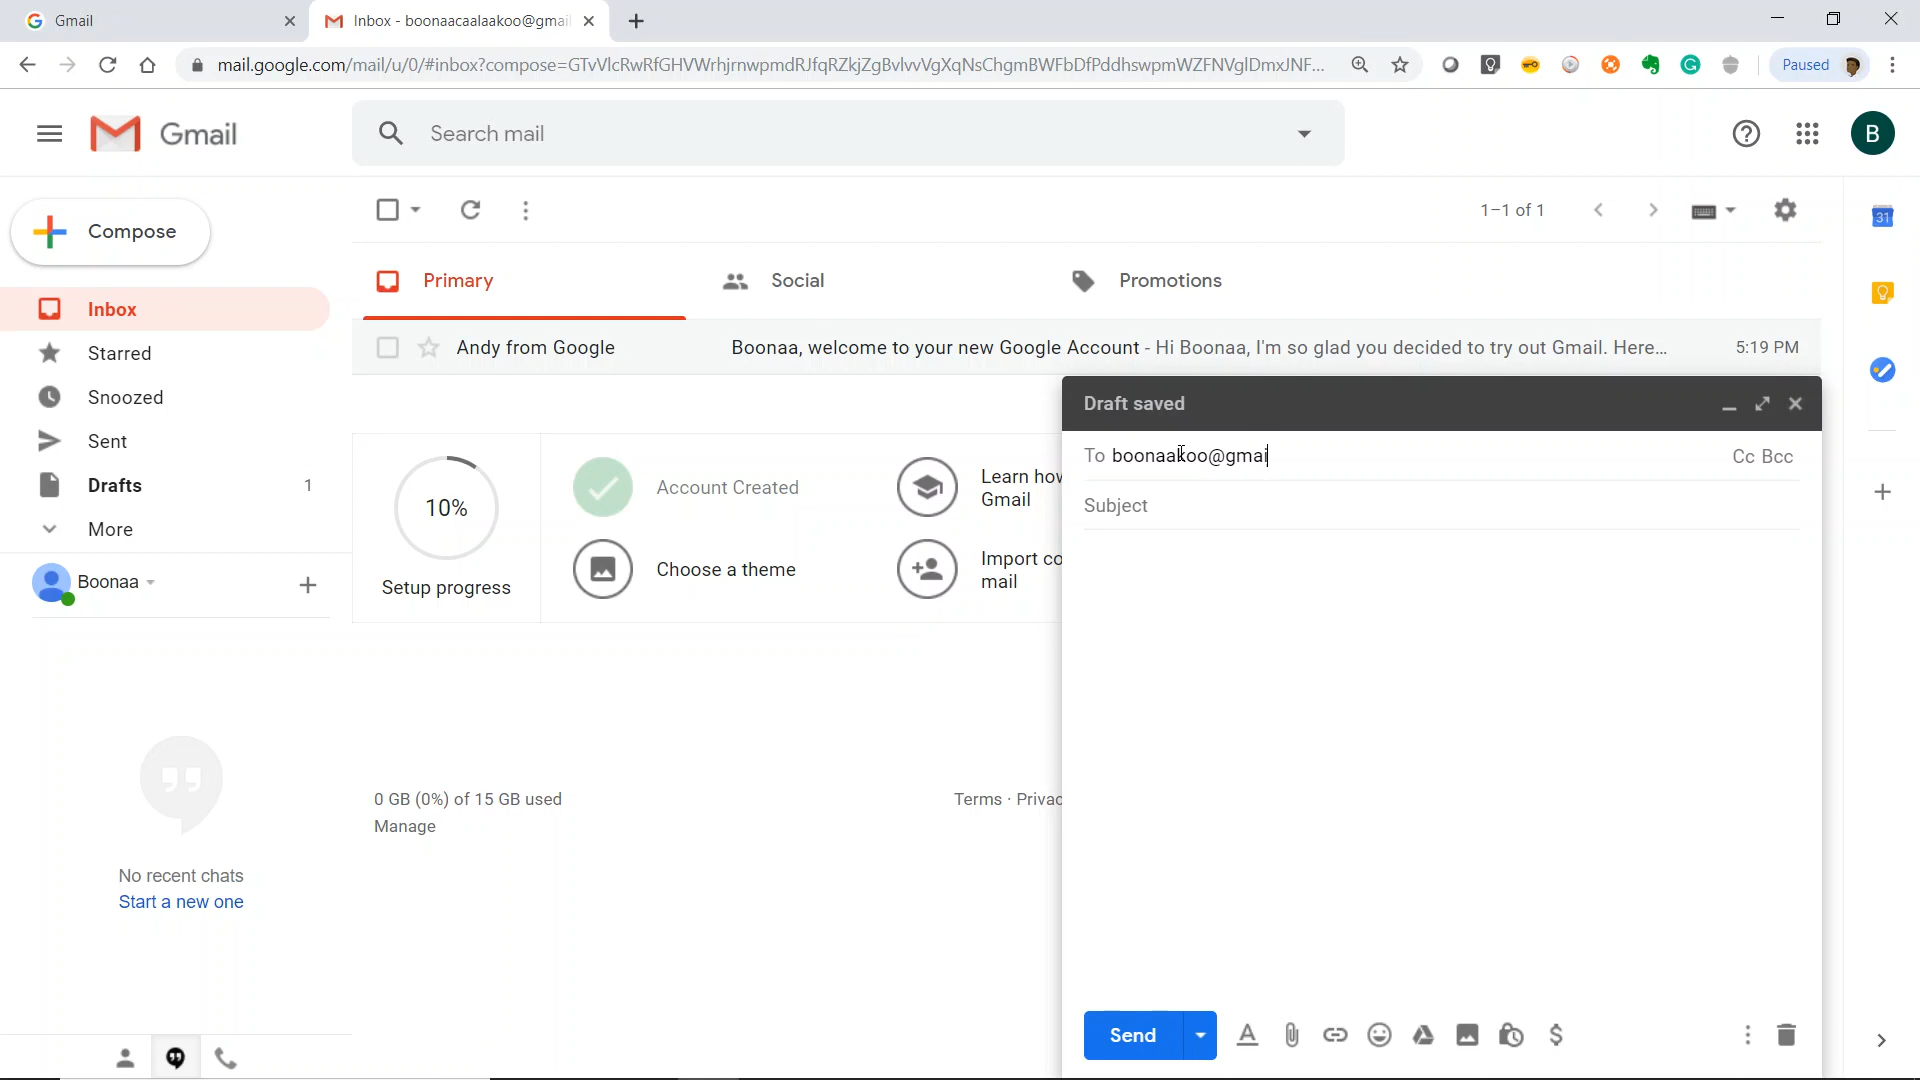 Gmail
Inbox - boonaacaalaakoo@gmail
mail.google.com/mail/u/0/#inbox?compose=GTvVlcRwRfGHVWrhjrnwpmdRJfqRZkjZgBvlvvVgXqNsChgmBWFbDfPddhswpmWZFNVglDmxJNF...
Paused
Gmail
Search mail
B
Compose
1–1 of 1
31
Inbox
Primary
Social
Promotions
Starred
Andy from Google
Boonaa, welcome to your new Google Account - Hi Boonaa, I'm so glad you decided to try out Gmail. Here...
5:19 PM
Snoozed
Draft saved
Sent
To boonaakoo@gmai
Cc Bcc
Drafts
1
10%
Account Created
Learn how
Gmail
Subject
More
Boonaa
Setup progress
Choose a theme
Import co
mail
0 GB (0%) of 15 GB used
Terms · Privac
Manage
No recent chats
Start a new one
Send